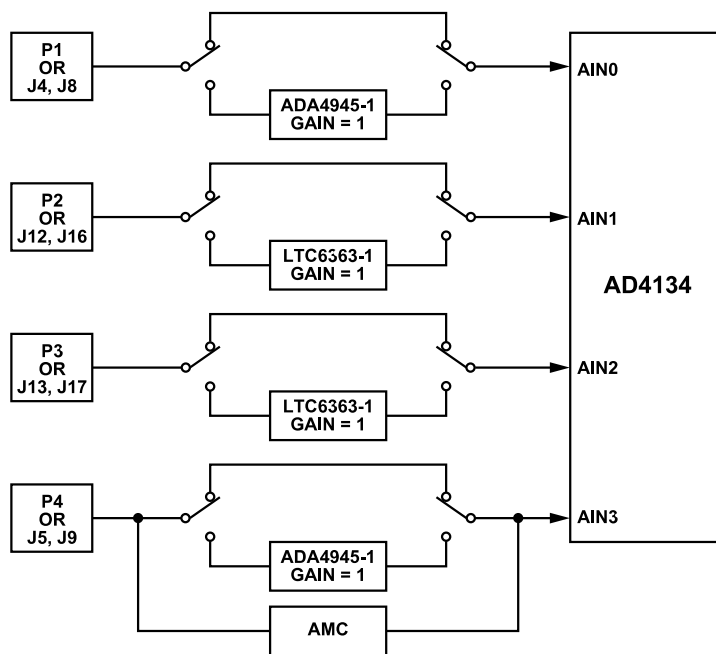 P1
OR
J4, J8
ADA4945-1
GAIN = 1
AIN0
P2
OR
J12, J16
LTC6363-1
GAIN = 1
AIN1
AD4134
P3
OR
J13, J17
LTC6363-1
GAIN = 1
AIN2
P4
OR
J5, J9
ADA4945-1
GAIN = 1
AIN3
AMC